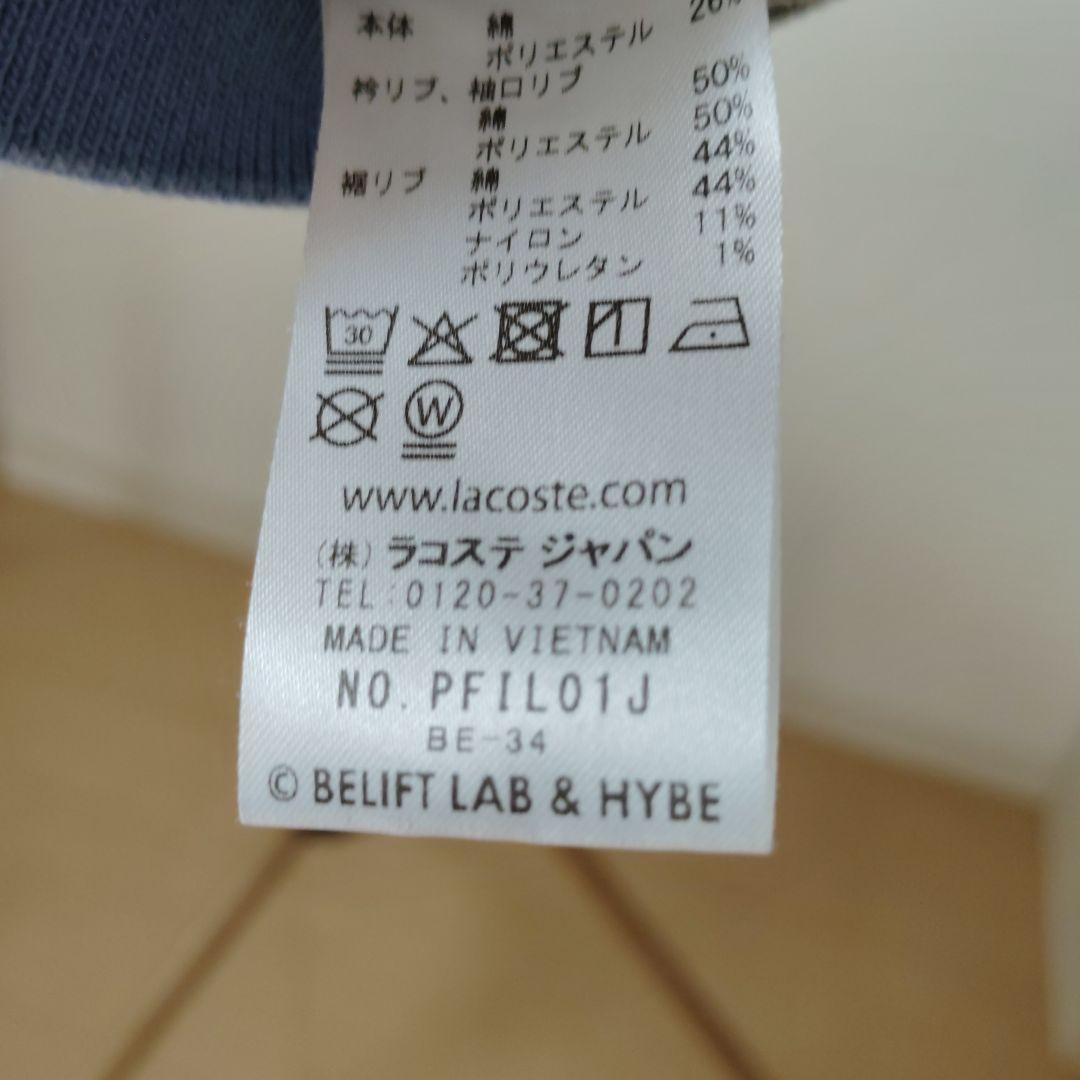 本体 綿
ポリエステル 26%
衿リブ、袖口リブ
綿 50%
ポリエステル 50%
裾リブ 綿 44%
ポリエステル 44%
ナイロン 11%
ポリウレタン 1%
30
W
www.lacoste.com
(株) ラコステ ジャパン
TEL:0120-37-0202
MADE IN VIETNAM
NO. PFIL01J
BE-34
© BELIFT LAB & HYBE